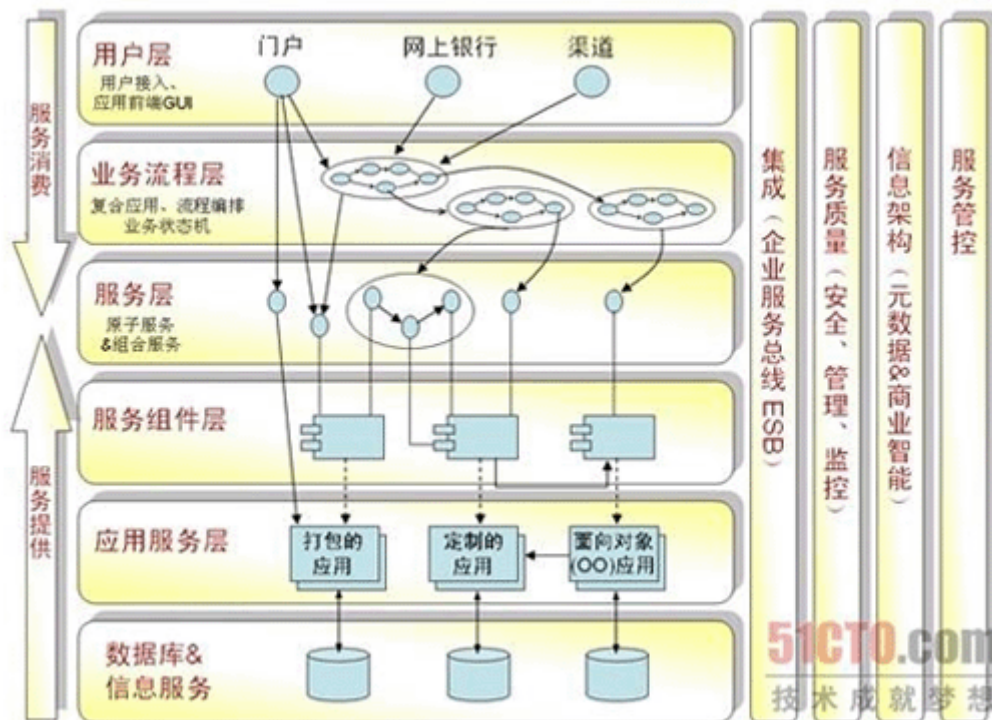 服务消费
服务提供
用户层
用户接入、
应用前端GUI
门户
网上银行
渠道
业务流程层
复合应用、流程编排
业务状态机
服务层
原子服务
&组合服务
服务组件层
应用服务层
打包的
应用
定制的
应用
面向对象
(OO)应用
数据库&
信息服务
集成（企业服务总线 ESB）
服务质量（安全、管理、监控）
信息架构（元数据&商业智能）
服务管控
51CTO.com
技术成就梦想